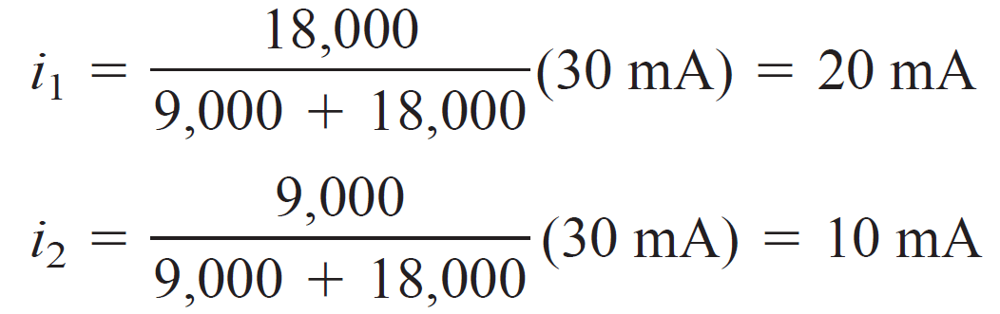 i₁ = 18,000 / 9,000 + 18,000 (30 mA) = 20 mA
i₂ = 9,000 / 9,000 + 18,000 (30 mA) = 10 mA